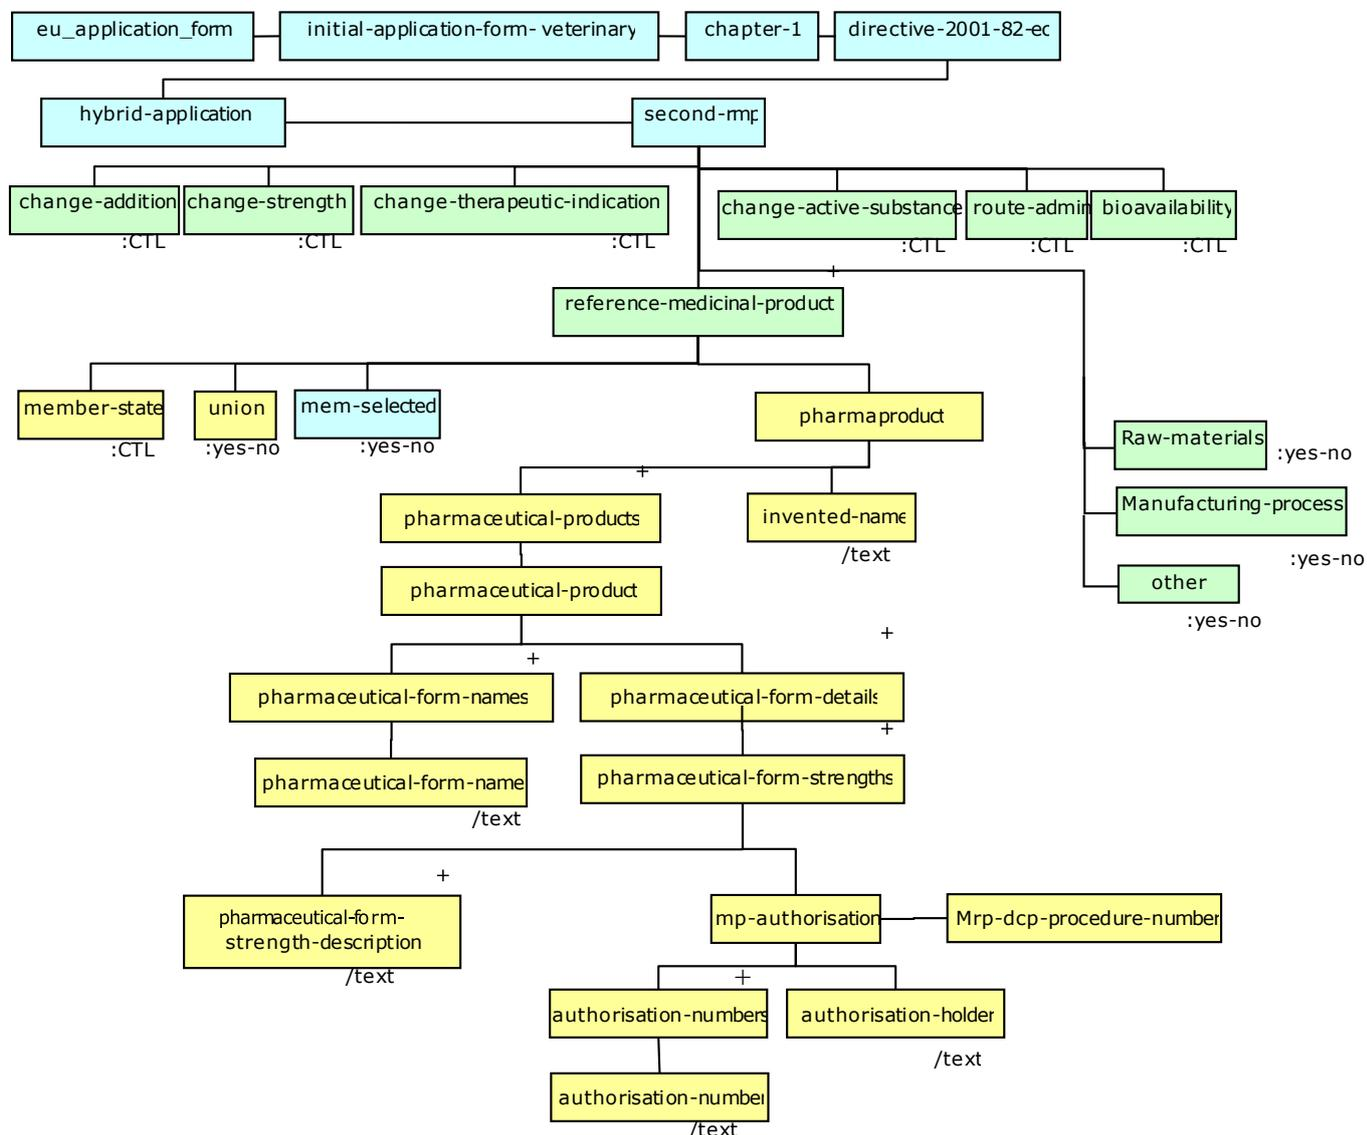 eu_application_form
initial-application-form- veterinary
chapter-1
directive-2001-82-ec
hybrid-application
second-rmp
change-addition
change-strength
change-therapeutic-indication
change-active-substance
route-admin
bioavailability
:CTL
:CTL
:CTL
:CTL
:CTL
:CTL
+
reference-medicinal-product
member-state
union
mem-selected
pharmaproduct
:CTL
:yes-no
:yes-no
Raw-materials
:yes-no
+
pharmaceutical-products
invented-name
Manufacturing-process
/text
:yes-no
pharmaceutical-product
other
:yes-no
+
+
pharmaceutical-form-names
pharmaceutical-form-details
+
pharmaceutical-form-name
pharmaceutical-form-strengths
/text
+
pharmaceutical-form-
strength-description
mp-authorisation
Mrp-dcp-procedure-number
/text
+
authorisation-numbers
authorisation-holder
/text
authorisation-number
/text